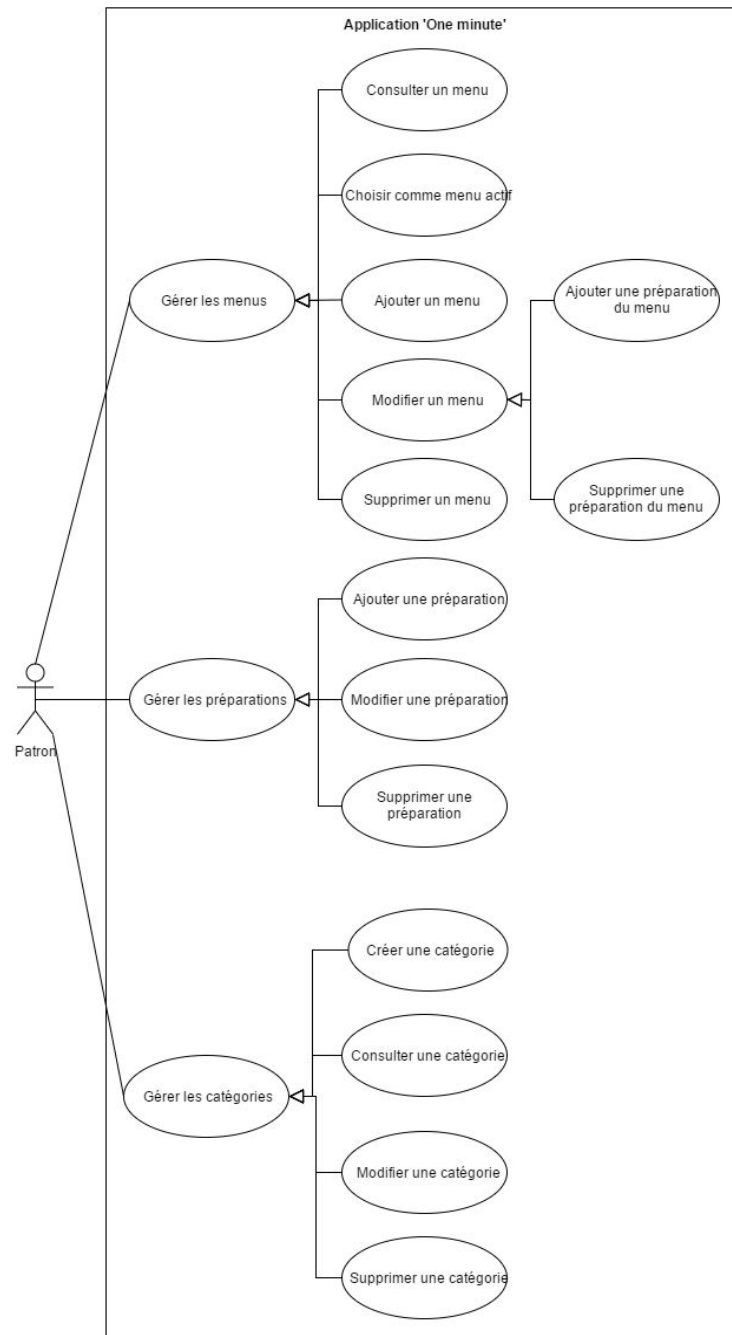 Application 'One minute'
Consulter un menu
Choisir comme menu actif
Gérer les menus
Ajouter un menu
Ajouter une préparation
du menu
Modifier un menu
Supprimer un menu
Supprimer une
préparation du menu
Ajouter une préparation
Patron
Gérer les préparations
Modifier une préparation
Supprimer une
préparation
Créer une catégorie
Consulter une catégorie
Gérer les catégories
Modifier une catégorie
Supprimer une catégorie